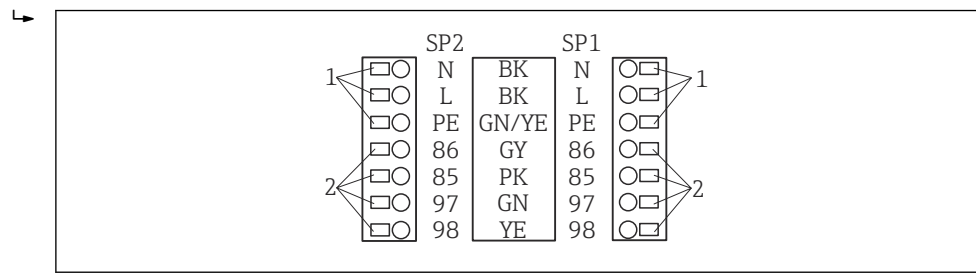 SP2 SP1
1 N BK N 1
L BK L
PE GN/YE PE
86 GY 86
2 85 PK 85 2
97 GN 97
98 YE 98